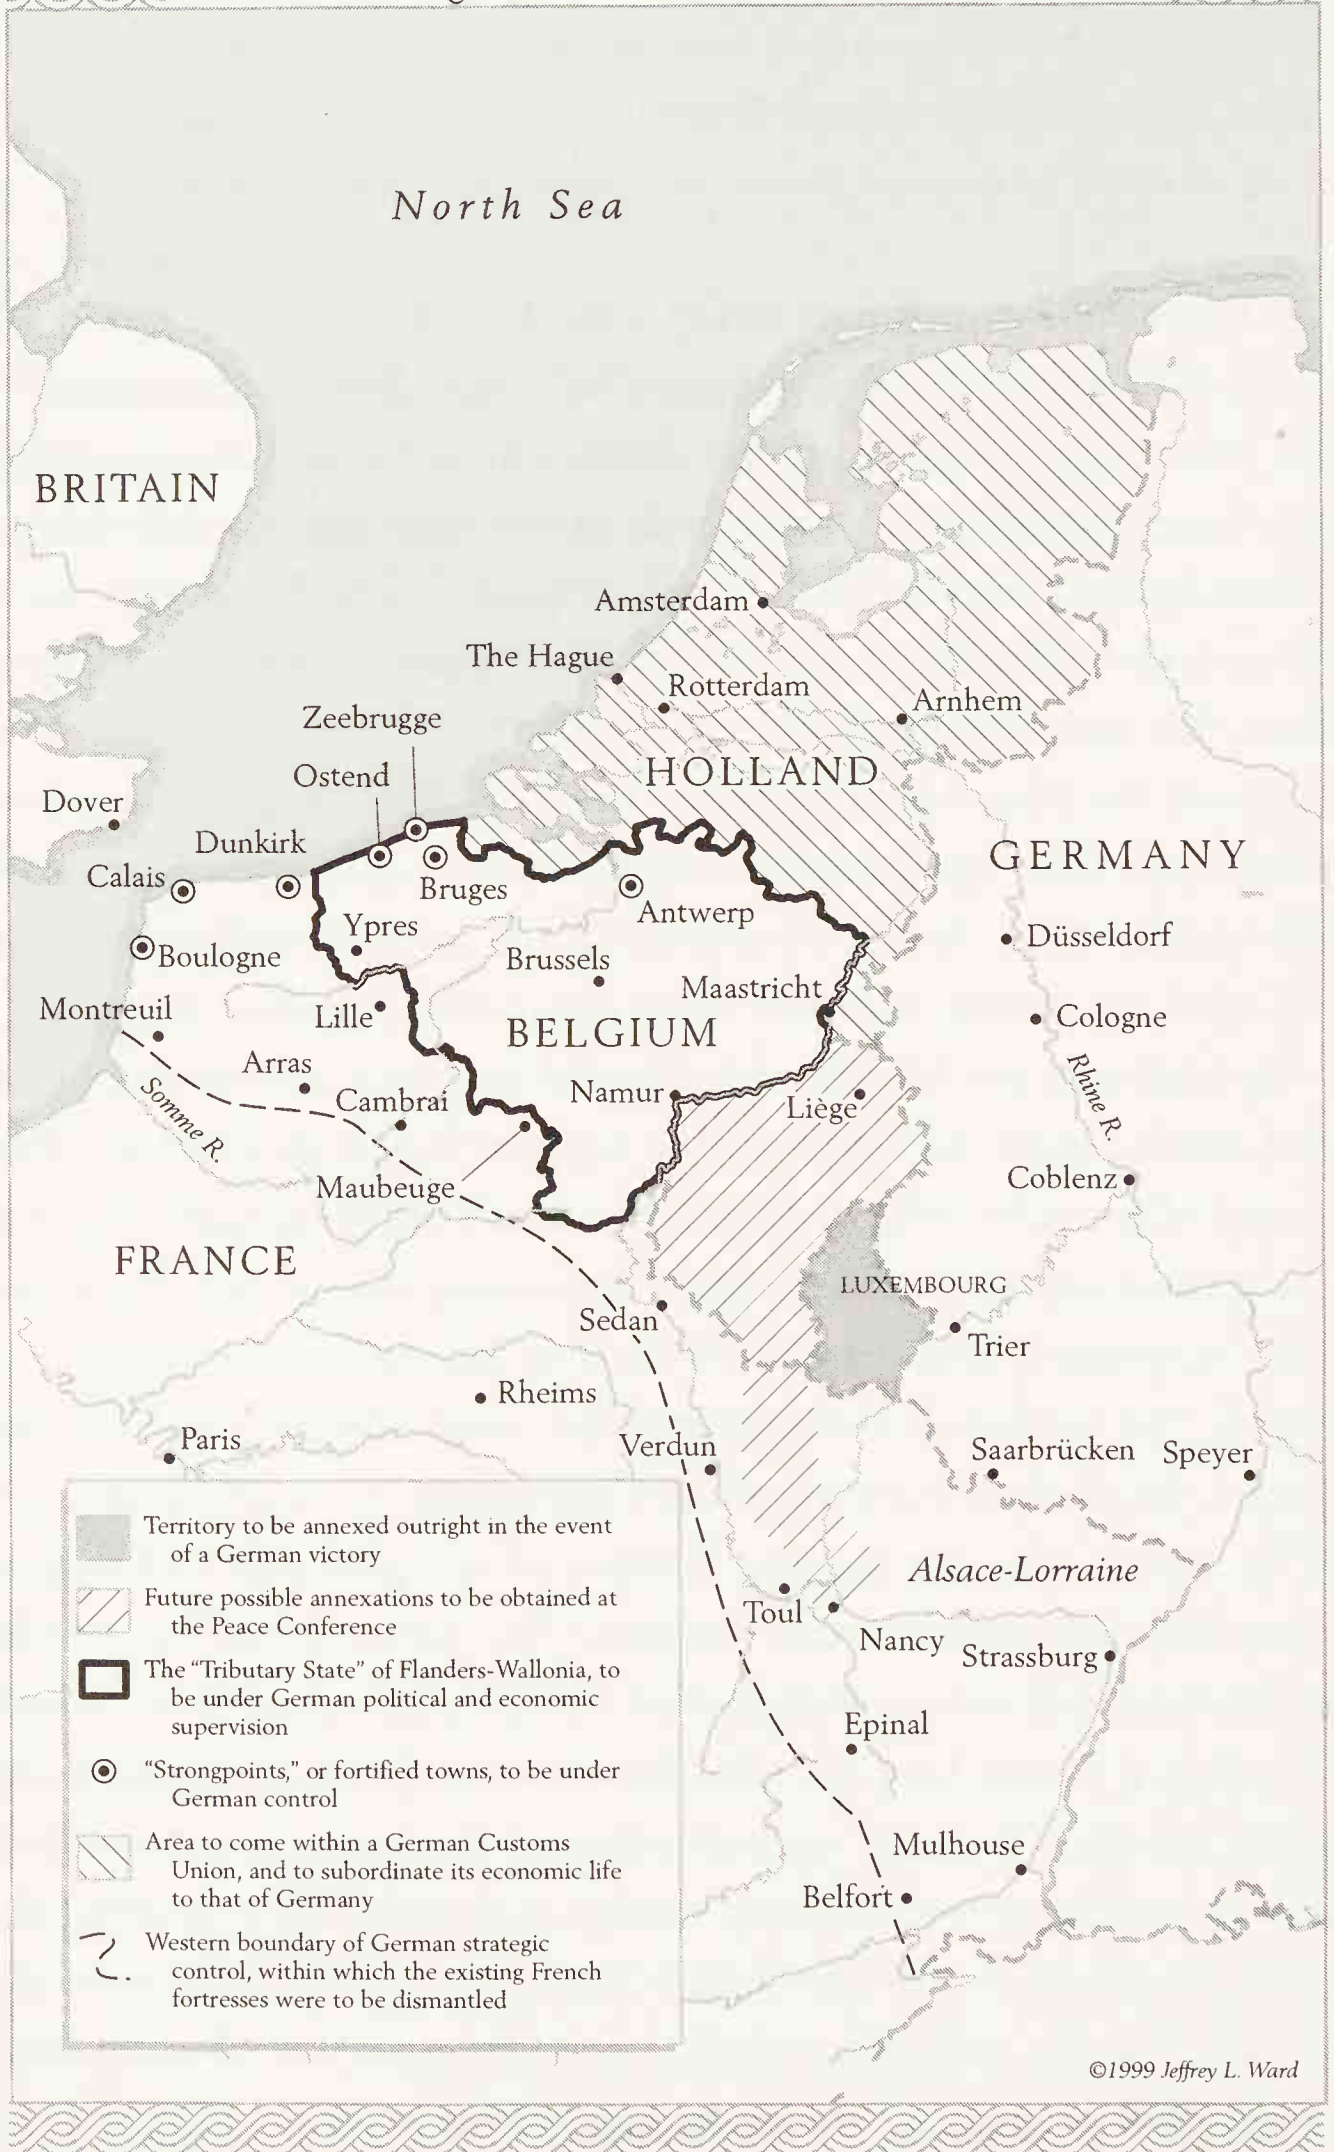 North Sea
BRITAIN
Amsterdam
The Hague
Rotterdam
Arnhem
Zeebrugge
Ostend
HOLLAND
Dover
Dunkirk
GERMANY
Calais
Bruges
Antwerp
Ypres
Düsseldorf
Boulogne
Brussels
Maastricht
Montreuil
Lille
BELGIUM
Cologne
Arras
Rhine R.
Namur
Cambrai
Liège
Somme R.
Maubeuge
Coblenz
FRANCE
LUXEMBOURG
Sedan
Trier
Rheims
Paris
Verdun
Saarbrücken
Speyer
Territory to be annexed outright in the event
of a German victory
Future possible annexations to be obtained at
the Peace Conference
The “Tributary State” of Flanders-Wallonia, to
be under German political and economic
supervision
“Strongpoints,” or fortified towns, to be under
German control
Area to come within a German Customs
Union, and to subordinate its economic life
to that of Germany
Western boundary of German strategic
control, within which the existing French
fortresses were to be dismantled
Alsace-Lorraine
Toul
Nancy
Strassburg
Epinal
Mulhouse
Belfort
©1999 Jeffrey L. Ward